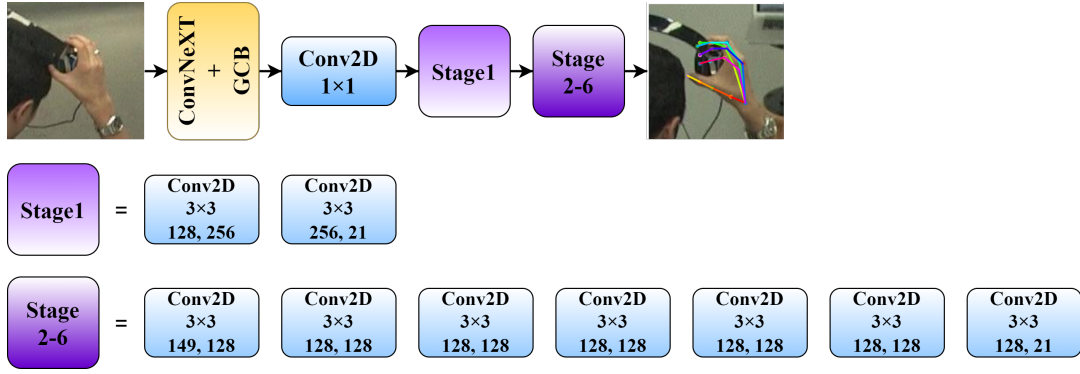 ConvNeXT
+
GCB
Conv2D
1×1
Stage1
Stage
2-6
Stage1
=
Conv2D
3×3
128, 256
Conv2D
3×3
256, 21
Stage
2-6
=
Conv2D
3×3
149, 128
Conv2D
3×3
128, 128
Conv2D
3×3
128, 128
Conv2D
3×3
128, 128
Conv2D
3×3
128, 128
Conv2D
3×3
128, 128
Conv2D
3×3
128, 21